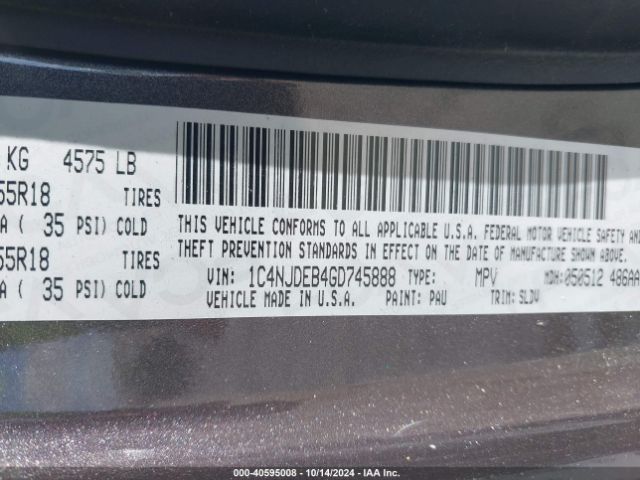 KG 4575 LB
55R18 TIRES
A ( 35 PSI) COLD
55R18 TIRES
A ( 35 PSI) COLD
THIS VEHICLE CONFORMS TO ALL APPLICABLE U.S.A. FEDERAL MOTOR VEHICLE SAFETY AND
THEFT PREVENTION STANDARDS IN EFFECT ON THE DATE OF MANUFACTURE SHOWN ABOVE.
VIN: 1C4NJDEB4GD745888 TYPE: MPV MDH: 050512 486AA
VEHICLE MADE IN U.S.A. PAINT: PAU TRIM: SLDV
000-40595008 | 10/14/2024 | IAA Inc.